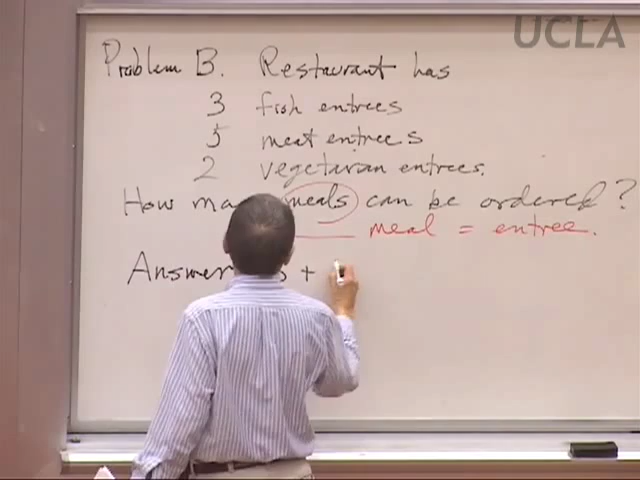 UCLA
Problem B. Restaurant has
3 fish entrees
5 meat entrees
2 vegetarian entrees.
How meals can be ordered?
meal = entree.
Answer +